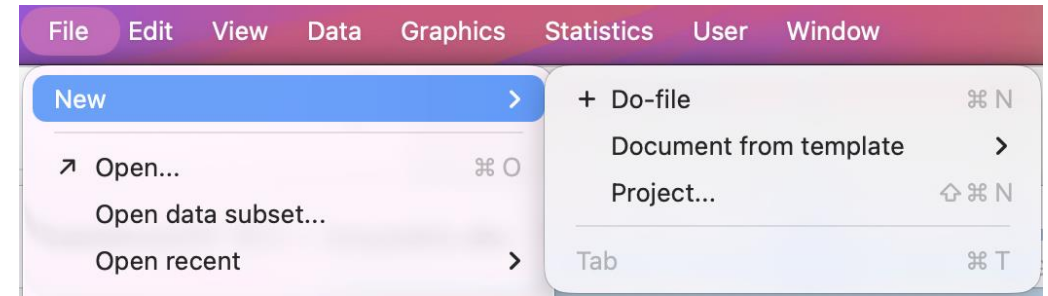 File Edit View Data Graphics Statistics User Window
New
Open... ⌘ O
Open data subset...
Open recent
+ Do-file ⌘ N
Document from template
Project... ⇧ ⌘ N
Tab ⌘ T